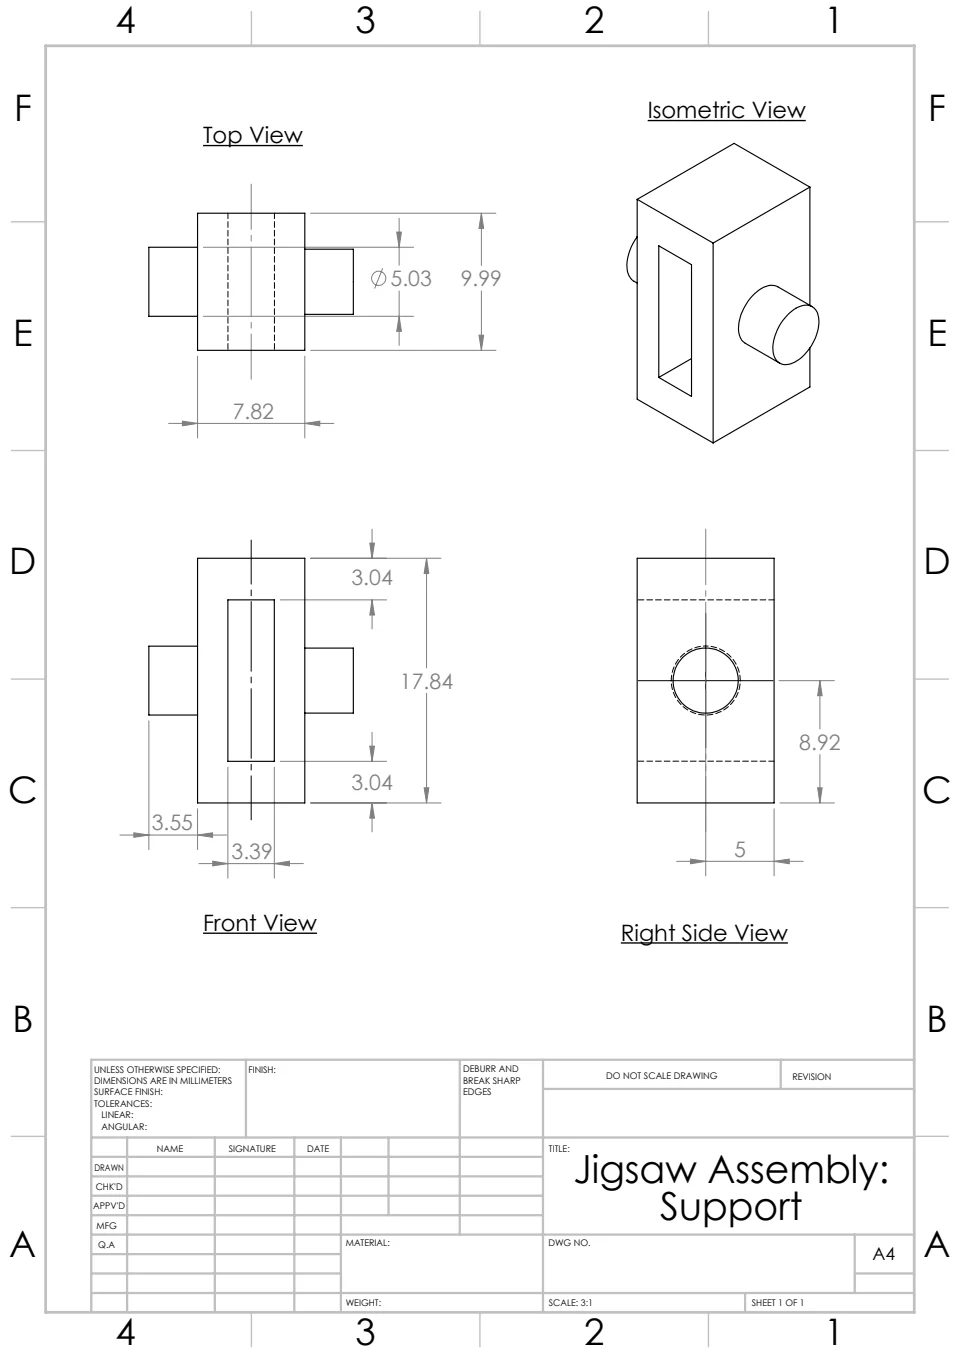 4 3 2 1
F F
Isometric View
Top View
⌀5.03 9.99
E E
7.82
D D
3.04
17.84
8.92
3.04
C C
3.55
3.39
5
Front View
Right Side View
B B
UNLESS OTHERWISE SPECIFIED:
DIMENSIONS ARE IN MILLIMETERS
SURFACE FINISH:
TOLERANCES:
LINEAR:
ANGULAR:
FINISH:
DEBURR AND
BREAK SHARP
EDGES
DO NOT SCALE DRAWING
REVISION
NAME SIGNATURE DATE
DRAWN
CHK'D
APPV'D
MFG
Q.A
TITLE:
Jigsaw Assembly:
Support
MATERIAL:
DWG NO.
A4
A A
WEIGHT:
SCALE: 3:1
SHEET 1 OF 1
4 3 2 1